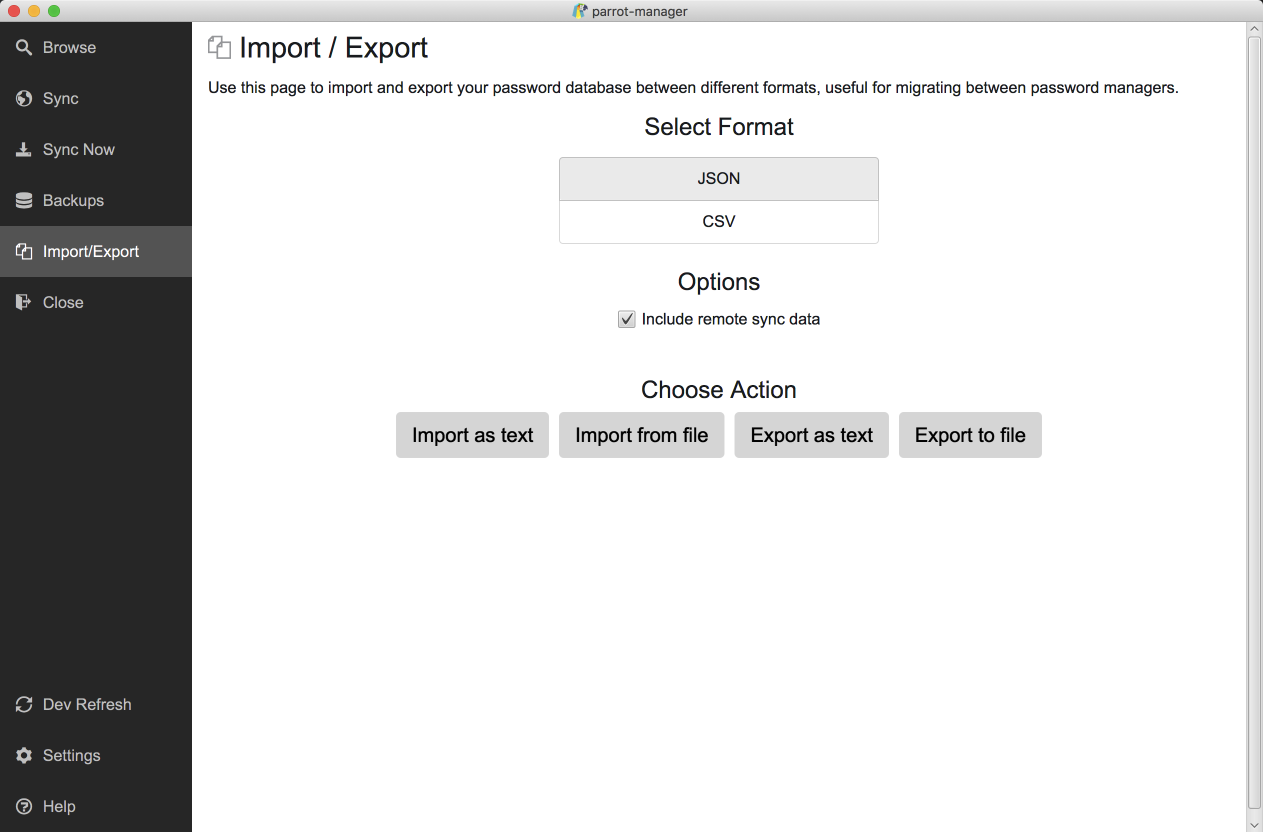 parrot-manager
Browse
Sync
Sync Now
Backups
Import/Export
Close
Dev Refresh
Settings
Help
Import / Export
Use this page to import and export your password database between different formats, useful for migrating between password managers.
Select Format
JSON
CSV
Options
Include remote sync data
Choose Action
Import as text Import from file Export as text Export to file